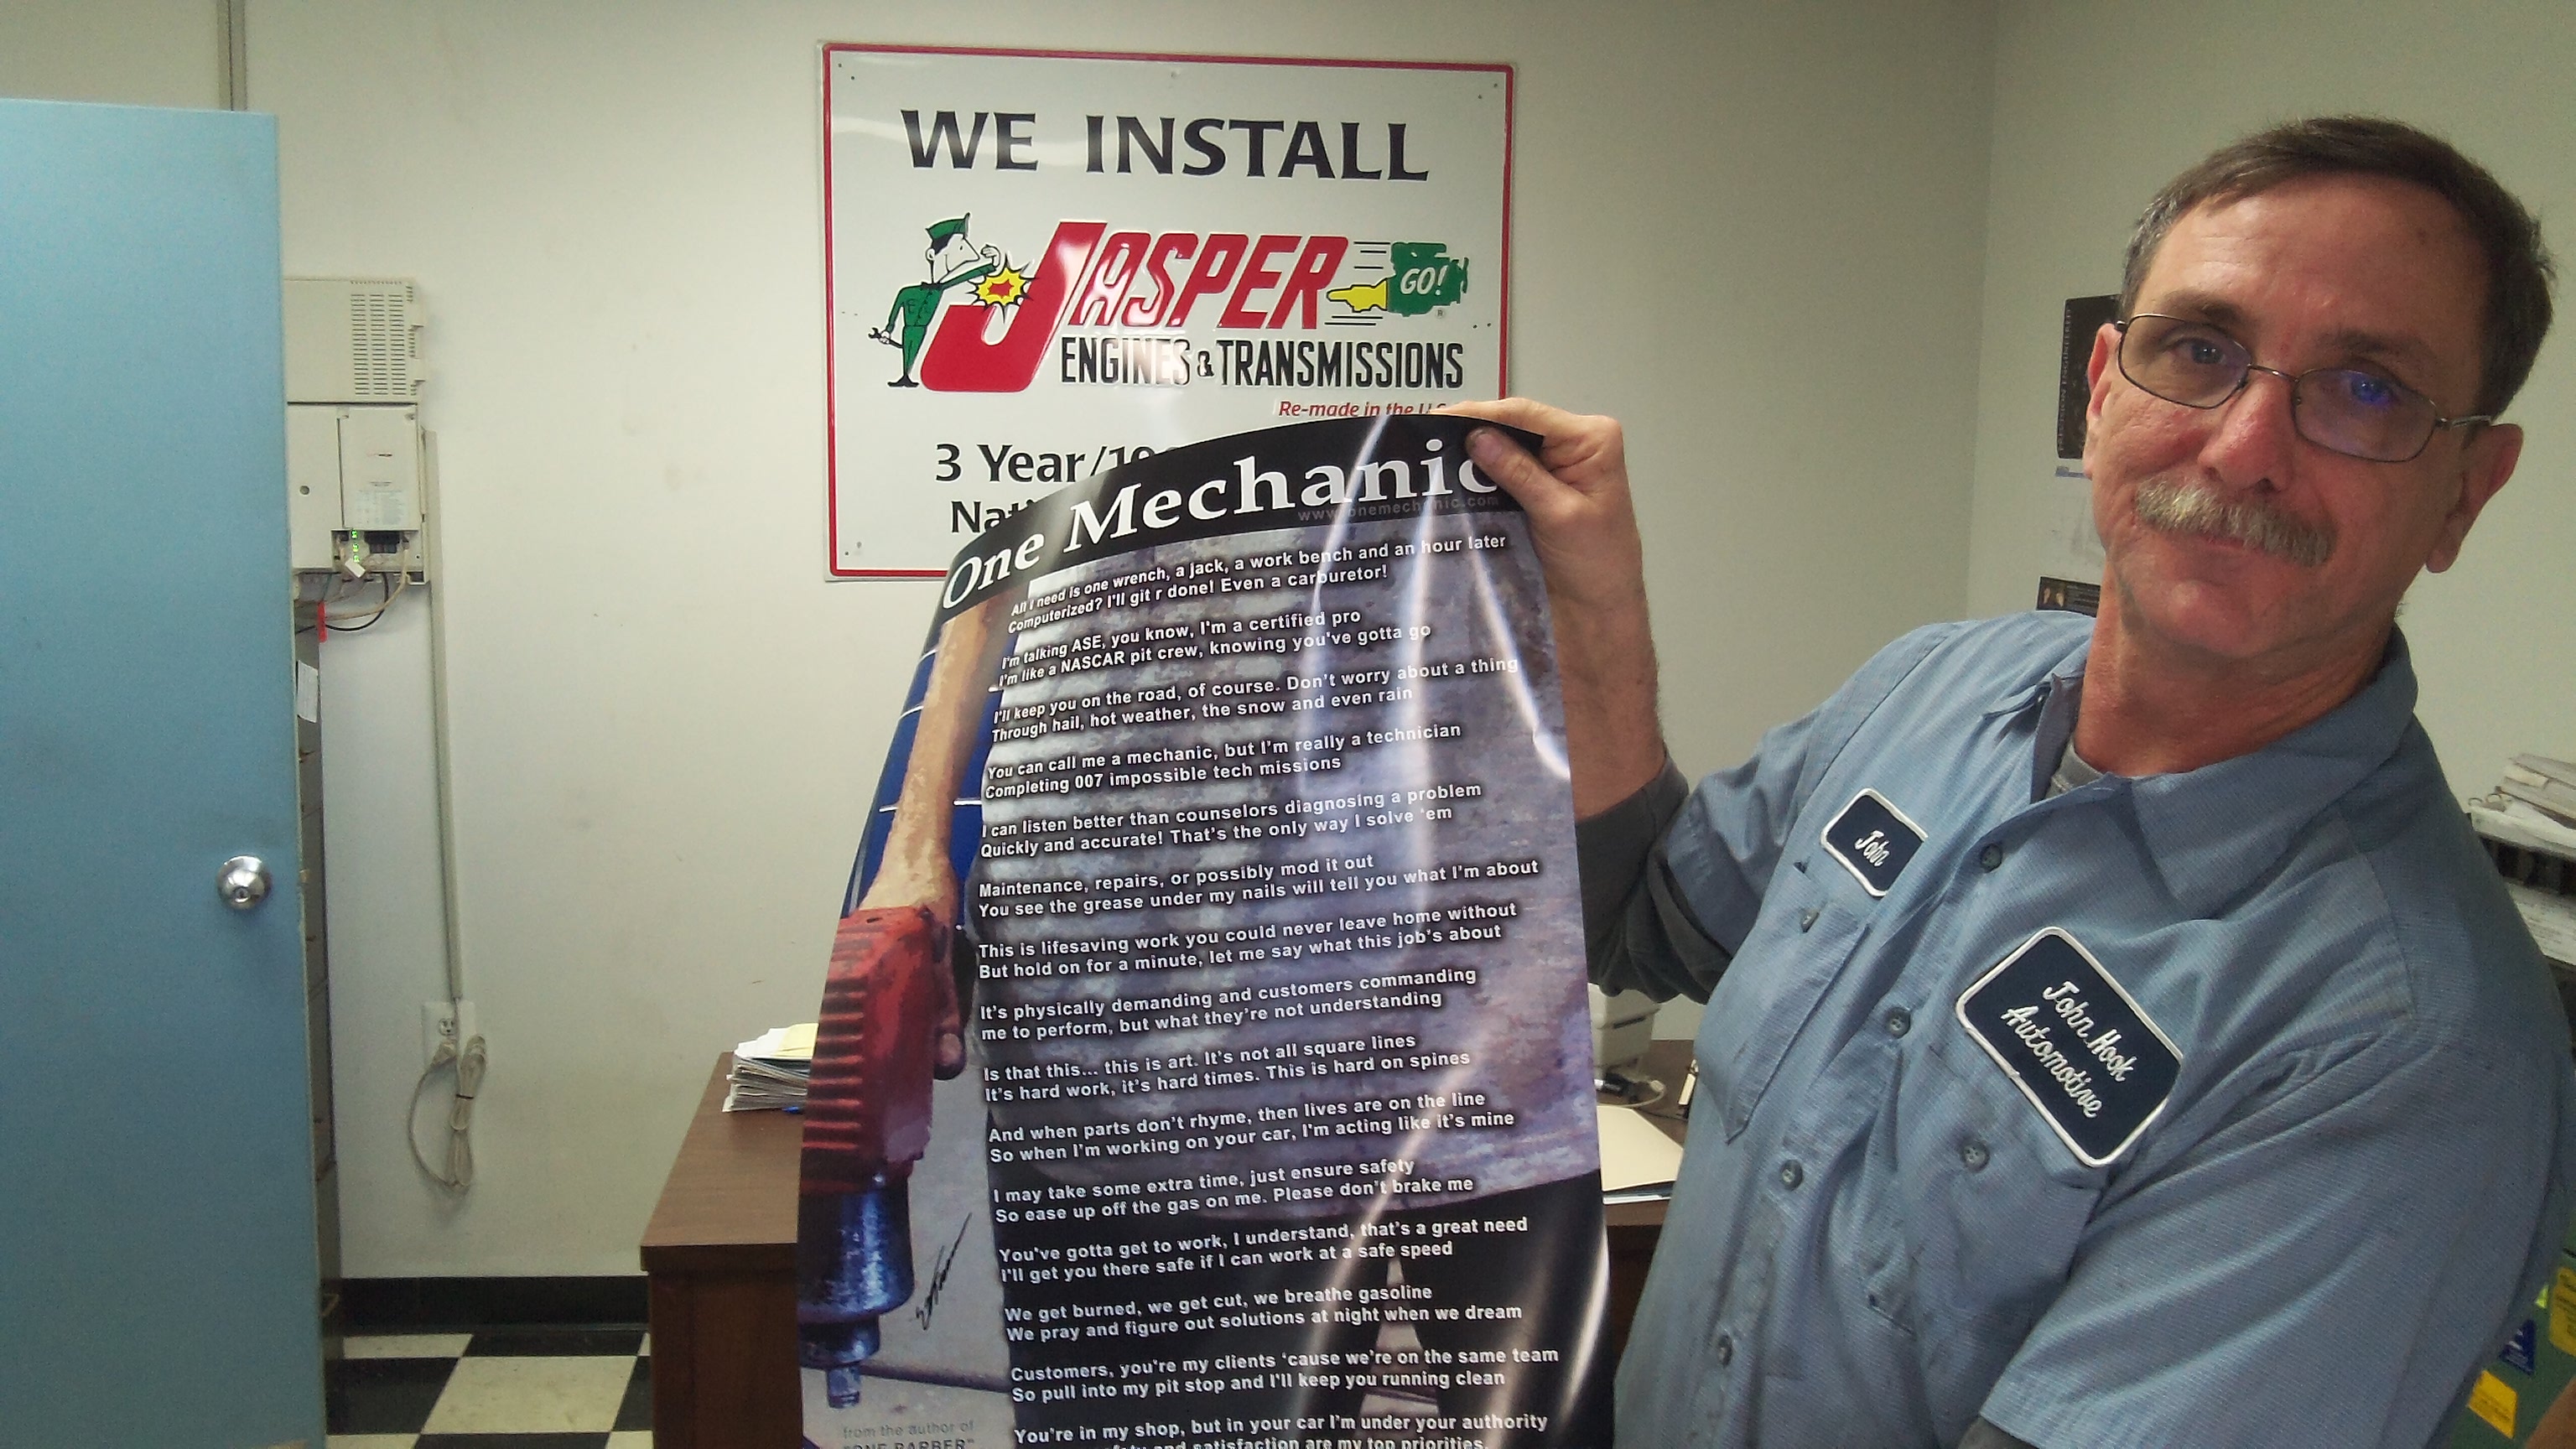 WE INSTALL
JASPER
GO!
ENGINES & TRANSMISSIONS
Re-made in the U.S.
3 Year/100
One Mechanic
www.onemechanic.com
All I need is one wrench, a jack, a work bench and an hour later
Computerized? I'll git r done! Even a carburetor!
I'm talking ASE, you know, I'm a certified pro
I'm like a NASCAR pit crew, knowing you've gotta go
I'll keep you on the road, of course. Don't worry about a thing
Through hail, hot weather, the snow and even rain
You can call me a mechanic, but I'm really a technician
Completing 007 impossible tech missions
I can listen better than counselors diagnosing a problem
Quickly and accurate! That's the only way I solve 'em
Maintenance, repairs, or possibly mod it out
You see the grease under my nails will tell you what I'm about
This is lifesaving work you could never leave home without
But hold on for a minute, let me say what this job's about
It's physically demanding and customers commanding
me to perform, but what they're not understanding
Is that this... this is art. It's not all square lines
It's hard work, it's hard times. This is hard on spines
And when parts don't rhyme, then lives are on the line
So when I'm working on your car, I'm acting like it's mine
I may take some extra time, just ensure safety
So ease up off the gas on me. Please don't brake me
You've gotta get to work, I understand, that's a great need
I'll get you there safe if I can work at a safe speed
We get burned, we get cut, we breathe gasoline
We pray and figure out solutions at night when we dream
Customers, you're my clients 'cause we're on the same team
So pull into my pit stop and I'll keep you running clean
You're in my shop, but in your car I'm under your authority
and satisfaction are my top priorities.
from the author of
"ONE BARBER"
John
John Hook
Automotive